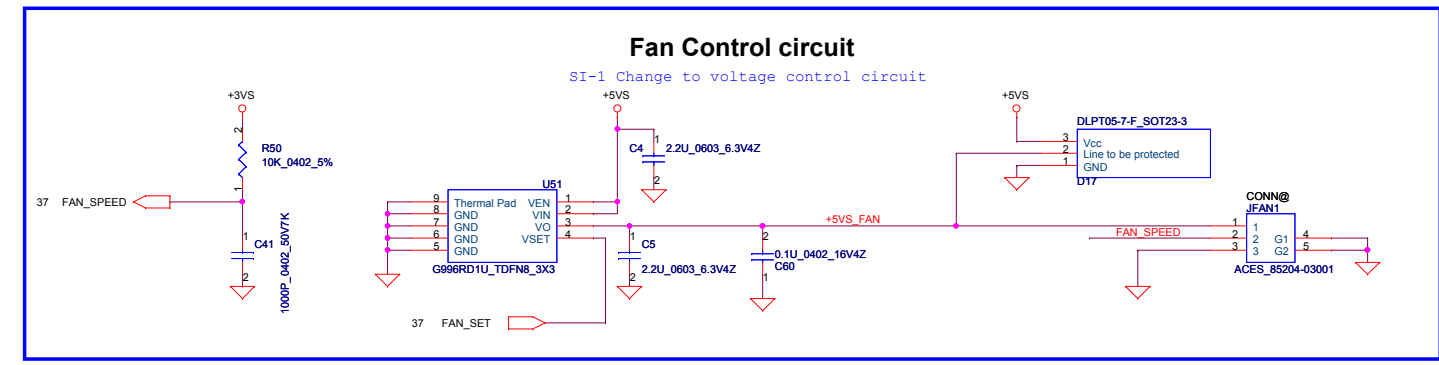 Fan Control circuit
SI-1 Change to voltage control circuit
+3VS
2
R50
10K_0402_5%
1
37 FAN_SPEED
1
C41
2
1000P_0402_50V7K
+5VS
1
C4
2.2U_0603_6.3V4Z
2
U51
9 Thermal Pad VEN 1
8 GND VIN 2
7 GND VO 3
6 GND VSET 4
5 GND
G996RD1U_TDFN8_3X3
1
C5
2.2U_0603_6.3V4Z
2
2
0.1U_0402_16V4Z
C60
1
+5VS_FAN
37 FAN_SET
+5VS
DLPT05-7-F_SOT23-3
3 Vcc
2 Line to be protected
1 GND
D17
CONN@
JFAN1
1 1
FAN_SPEED 2 2 G1 4
3 3 G2 5
ACES_85204-03001